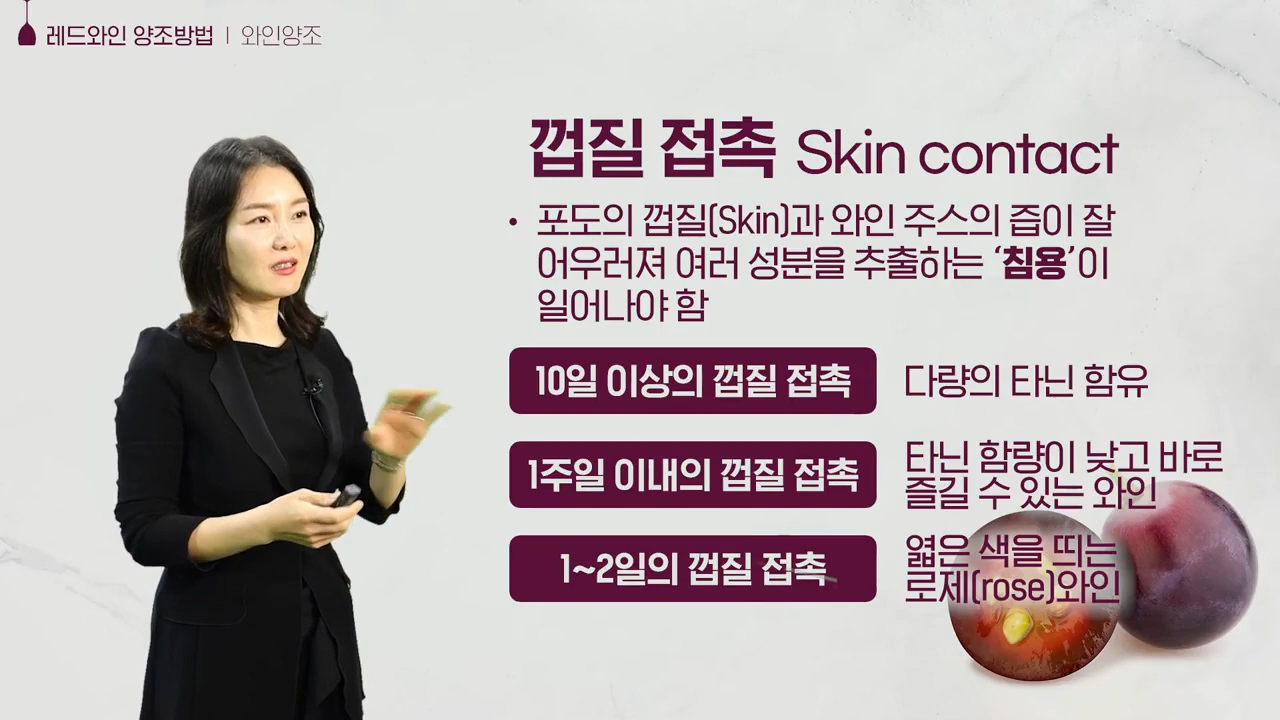 레드와인 양조방법 | 와인양조
껍질 접촉 Skin contact
• 포도의 껍질(Skin)과 와인 주스의 즙이 잘
어우러져 여러 성분을 추출하는 ‘침용’이
일어나야 함
10일 이상의 껍질 접촉
다량의 타닌 함유
1주일 이내의 껍질 접촉
타닌 함량이 낮고 바로
즐길 수 있는 와인
1~2일의 껍질 접촉
엷은 색을 띄는
로제(rose)와인